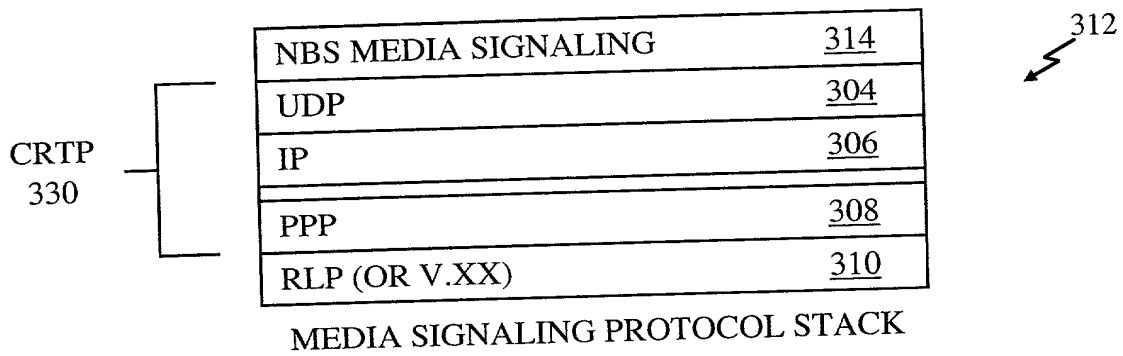 312
NBS MEDIA SIGNALING 314
UDP 304
IP 306
CRTP
330
PPP 308
RLP (OR V.XX) 310
MEDIA SIGNALING PROTOCOL STACK